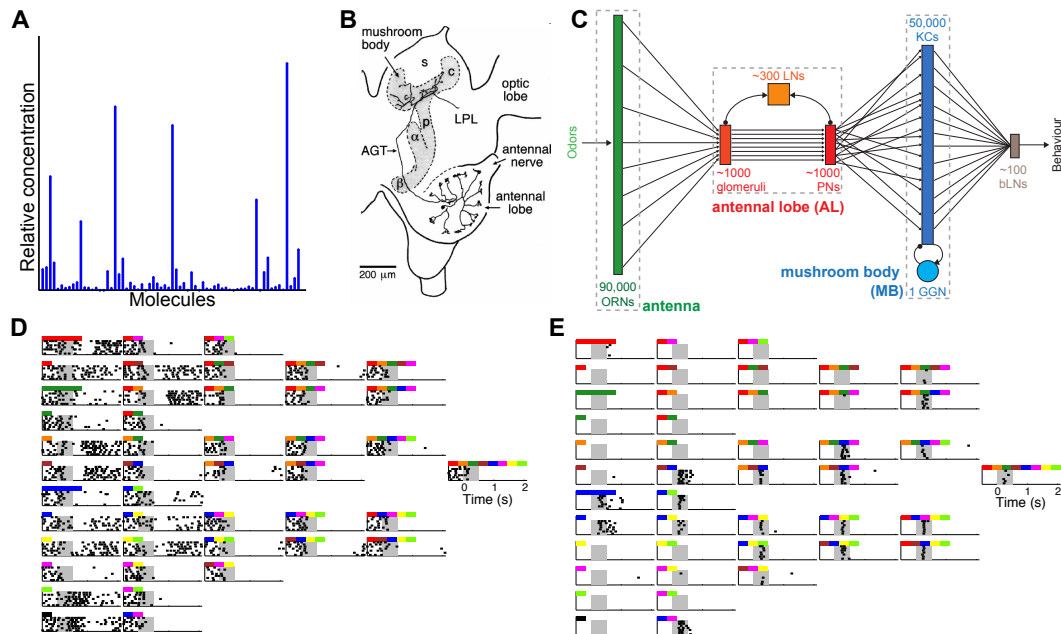 A
Relative concentration
Molecules
B
mushroom
body
s
c
optic
lobe
p
LPL
α
AGT
antennal
nerve
β
antennal
lobe
200 μm
C
50,000
KCs
~300 LNs
Odors
~1000
glomeruli
~1000
PNs
antennal lobe (AL)
~100
bLNs
Behaviour
mushroom body
(MB)
1 GGN
90,000
ORNs
antenna
D
0 1 2
Time (s)
E
0 1 2
Time (s)